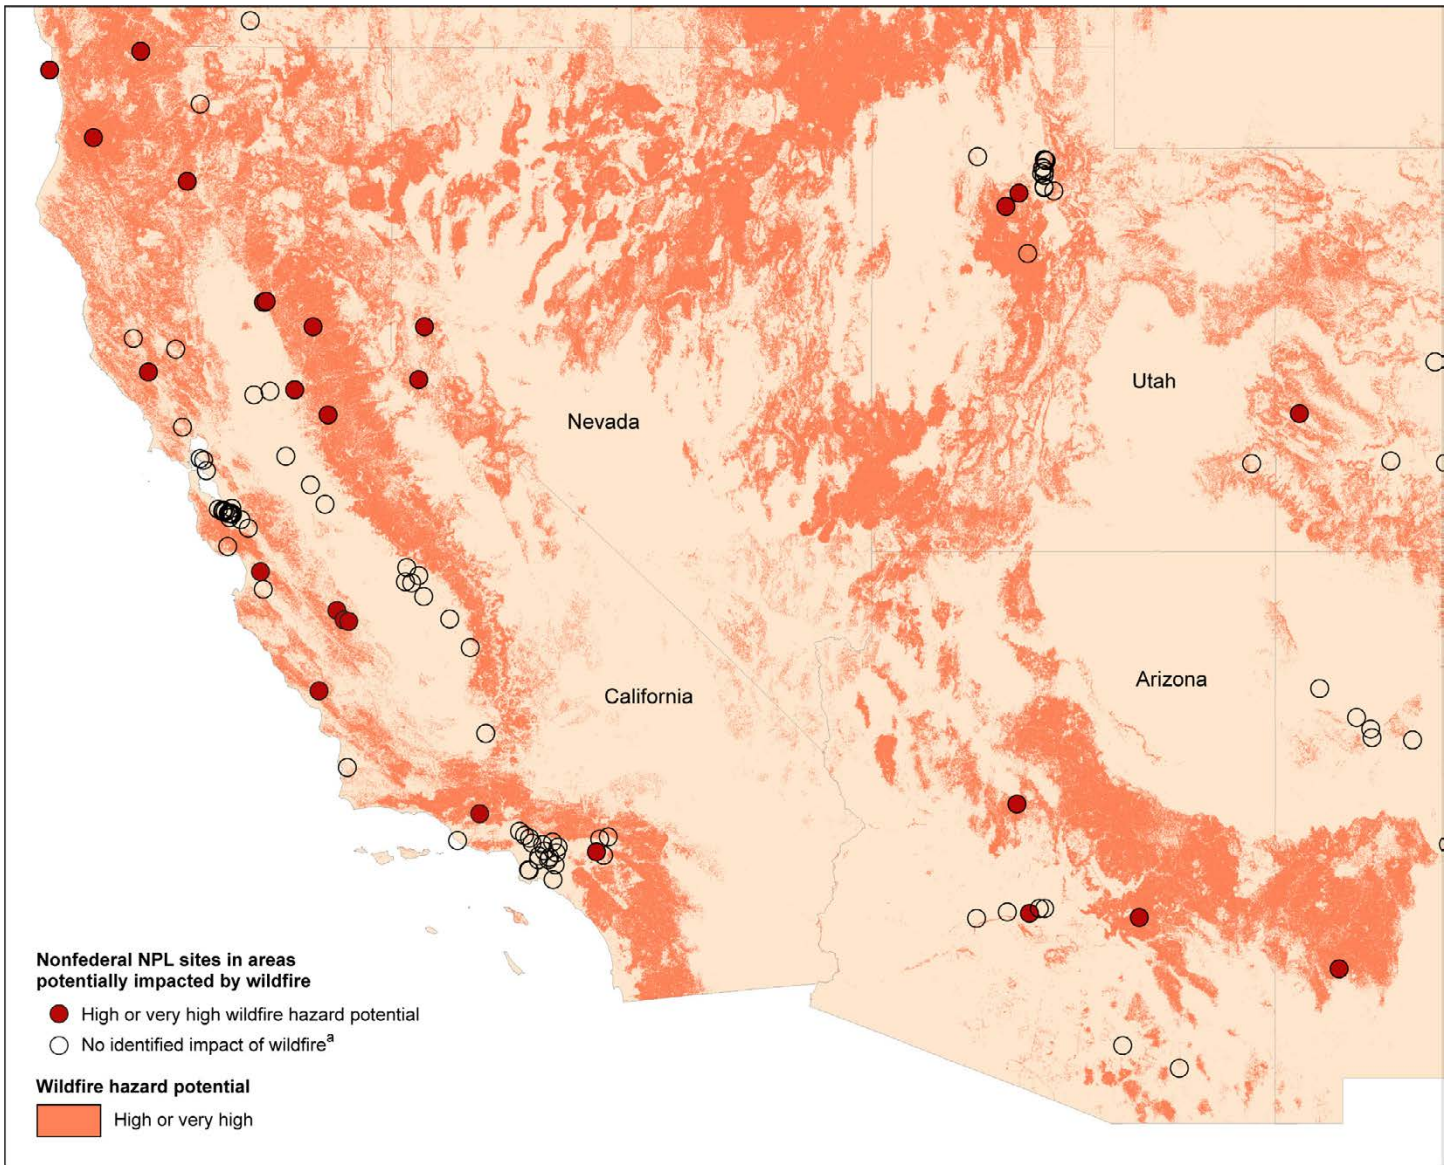 Nevada
Utah
California
Arizona
Nonfederal NPL sites in areas
potentially impacted by wildfire
High or very high wildfire hazard potential
No identified impact of wildfireᵃ
Wildfire hazard potential
High or very high